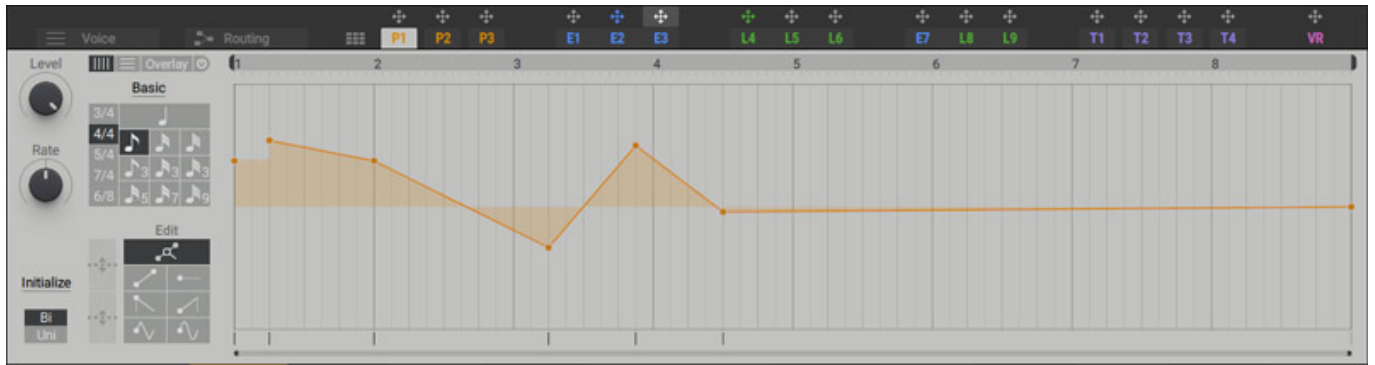 Voice Routing P1 P2 P3 E1 E2 E3 L4 L5 L6 E7 L8 L9 T1 T2 T3 T4 VR
Level Overlay 1 2 3 4 5 6 7 8
Basic
3/4
4/4
Rate
5/4
7/4 3 3 3
6/8 5 7 9
Edit
Initialize
Bi
Uni